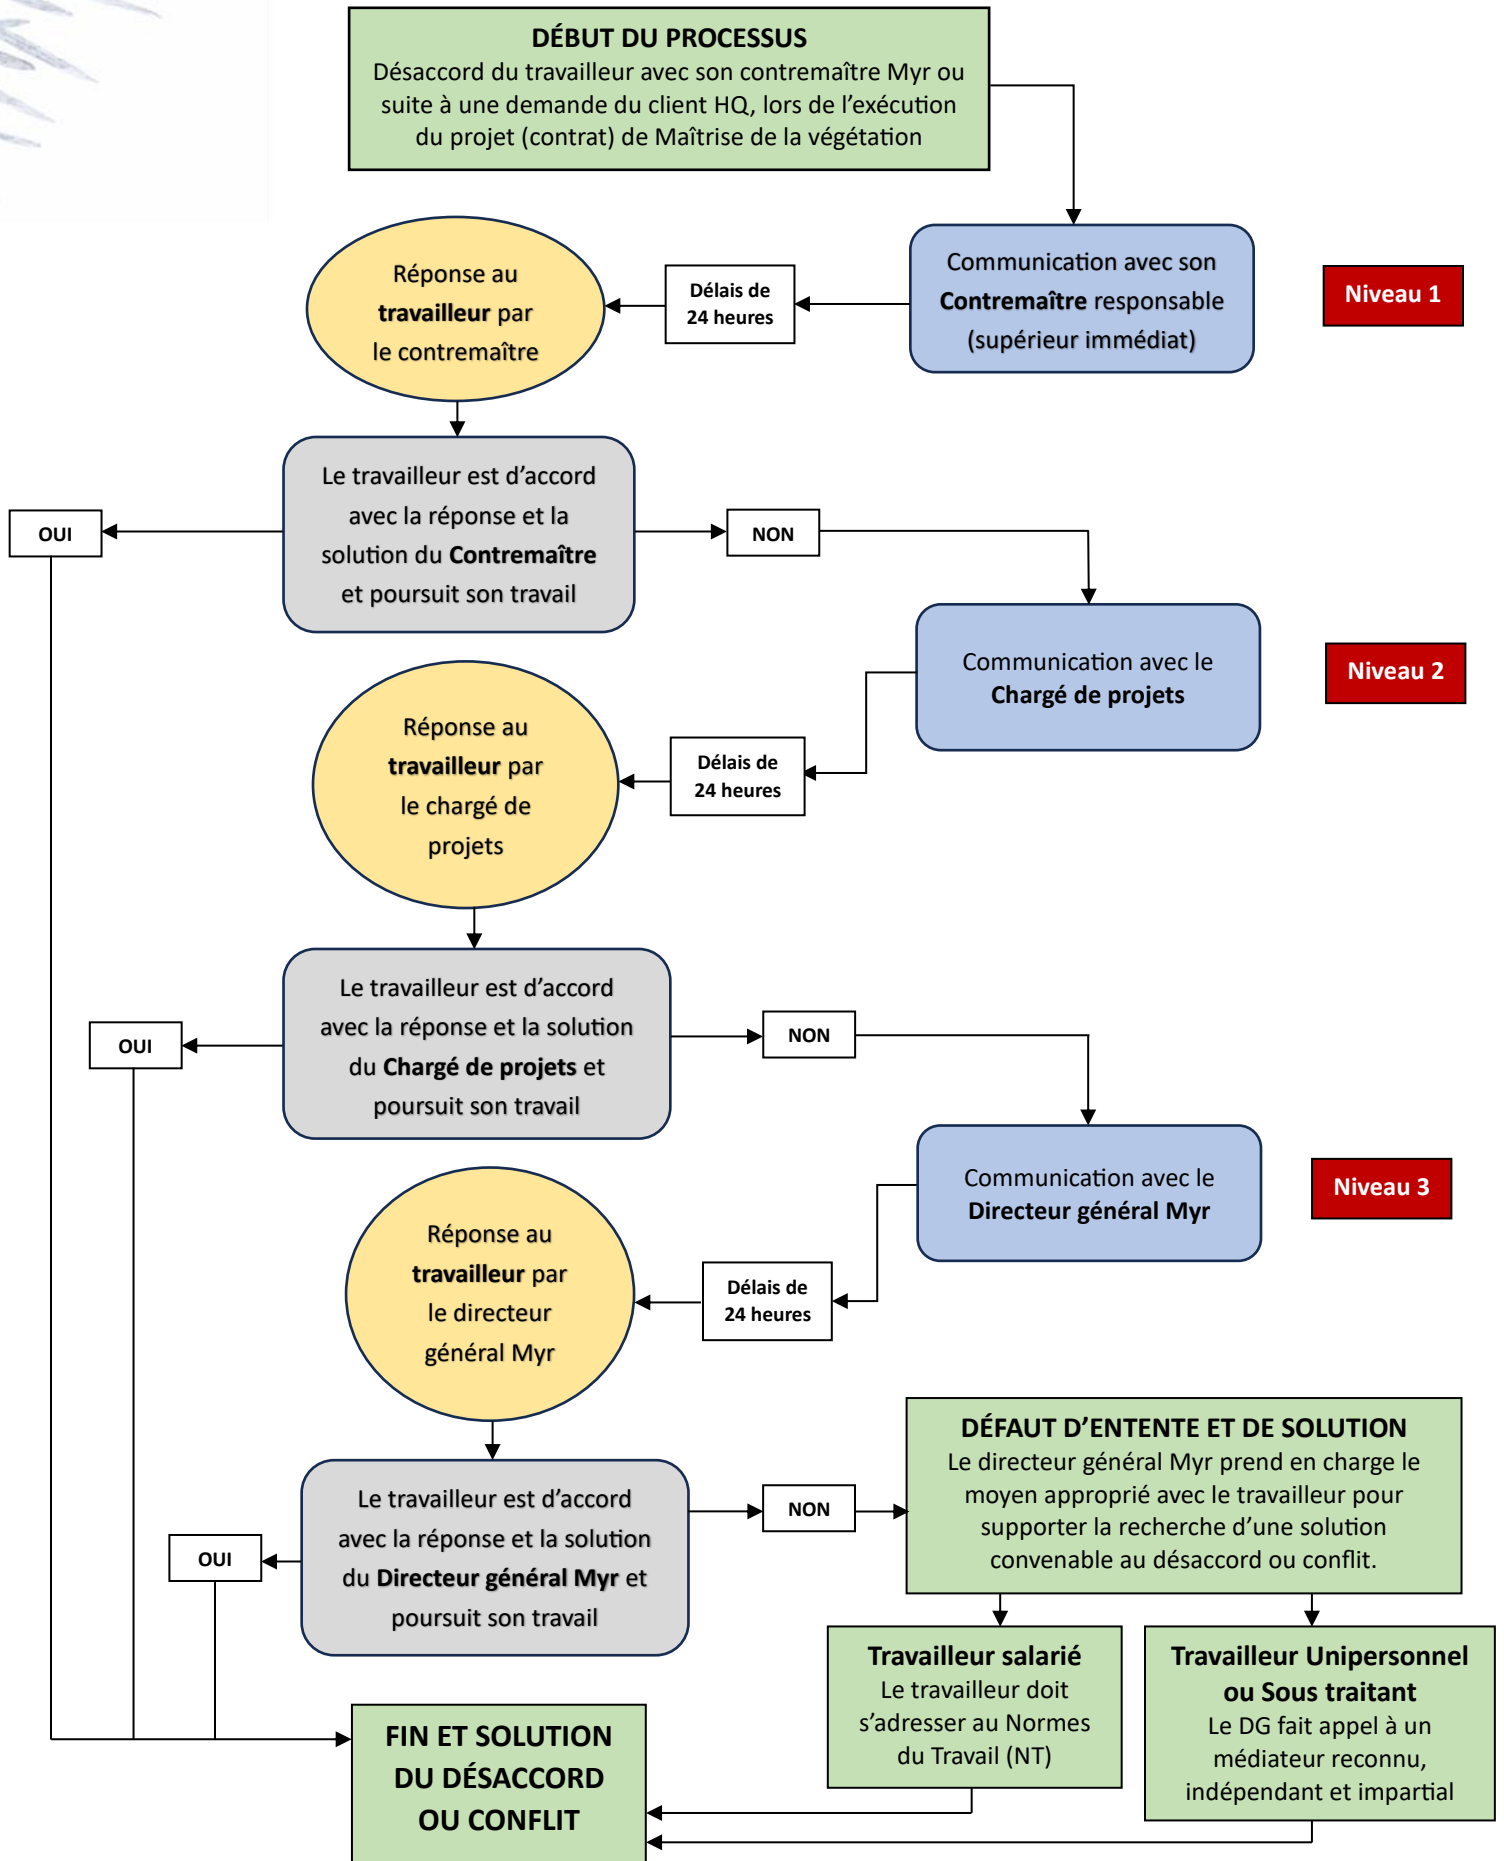 DÉBUT DU PROCESSUS
Désaccord du travailleur avec son contremaître Myr ou
suite à une demande du client HQ, lors de l’exécution
du projet (contrat) de Maîtrise de la végétation
Communication avec son
Contremaître responsable
(supérieur immédiat)
Niveau 1
Délais de
24 heures
Réponse au
travailleur par
le contremaître
Le travailleur est d’accord
avec la réponse et la
solution du Contremaître
et poursuit son travail
OUI
NON
Communication avec le
Chargé de projets
Niveau 2
Délais de
24 heures
Réponse au
travailleur par
le chargé de
projets
Le travailleur est d’accord
avec la réponse et la solution
du Chargé de projets et
poursuit son travail
OUI
NON
Communication avec le
Directeur général Myr
Niveau 3
Délais de
24 heures
Réponse au
travailleur par
le directeur
général Myr
Le travailleur est d’accord
avec la réponse et la solution
du Directeur général Myr et
poursuit son travail
OUI
NON
DÉFAUT D’ENTENTE ET DE SOLUTION
Le directeur général Myr prend en charge le
moyen approprié avec le travailleur pour
supporter la recherche d’une solution
convenable au désaccord ou conflit.
Travailleur salarié
Le travailleur doit
s’adresser au Normes
du Travail (NT)
Travailleur Unipersonnel
ou Sous traitant
Le DG fait appel à un
médiateur reconnu,
indépendant et impartial
FIN ET SOLUTION
DU DÉSACCORD
OU CONFLIT